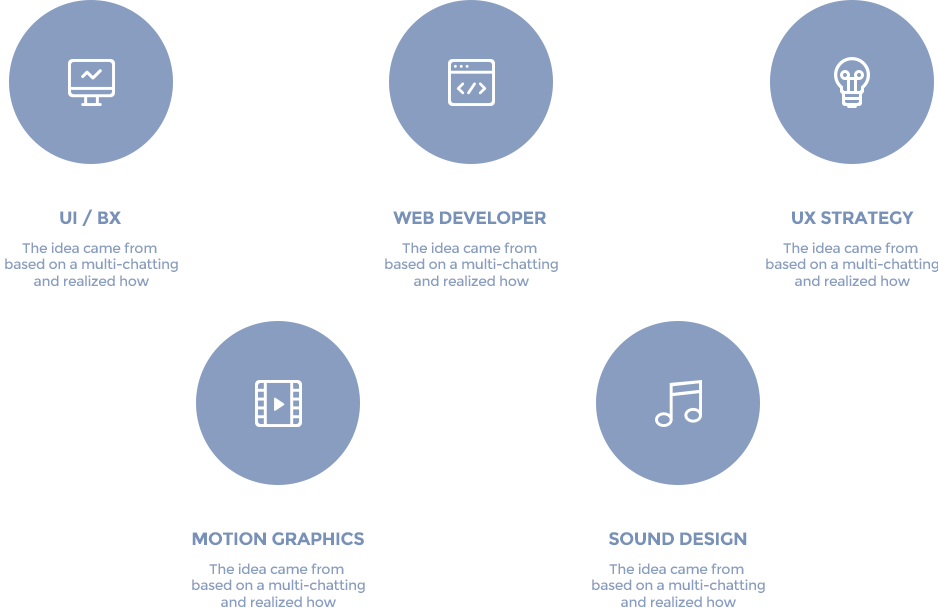 UI / BX
The idea came from
based on a multi-chatting
and realized how
WEB DEVELOPER
The idea came from
based on a multi-chatting
and realized how
UX STRATEGY
The idea came from
based on a multi-chatting
and realized how
MOTION GRAPHICS
The idea came from
based on a multi-chatting
and realized how
SOUND DESIGN
The idea came from
based on a multi-chatting
and realized how